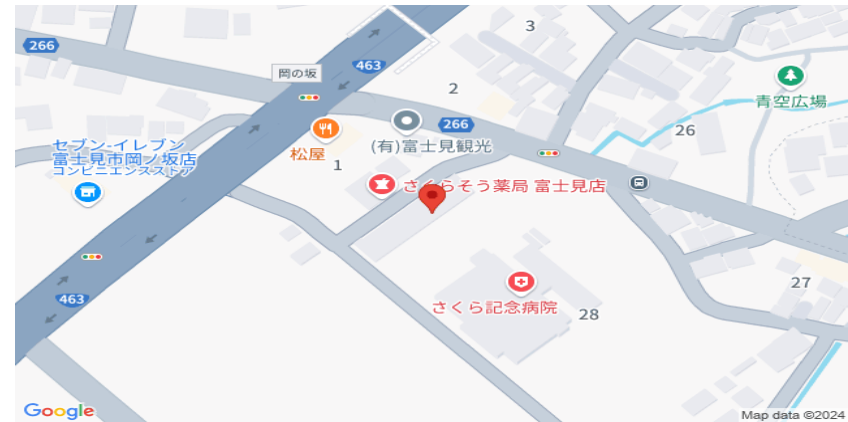 3
266
岡の坂
463
2
青空広場
266
26
セブン-イレブン
富士見市岡ノ坂店
コンビニエンスストア
松屋
1
(有)富士見観光
さくらそう薬局 富士見店
27
463
さくら記念病院
28
Google
Map data ©2024